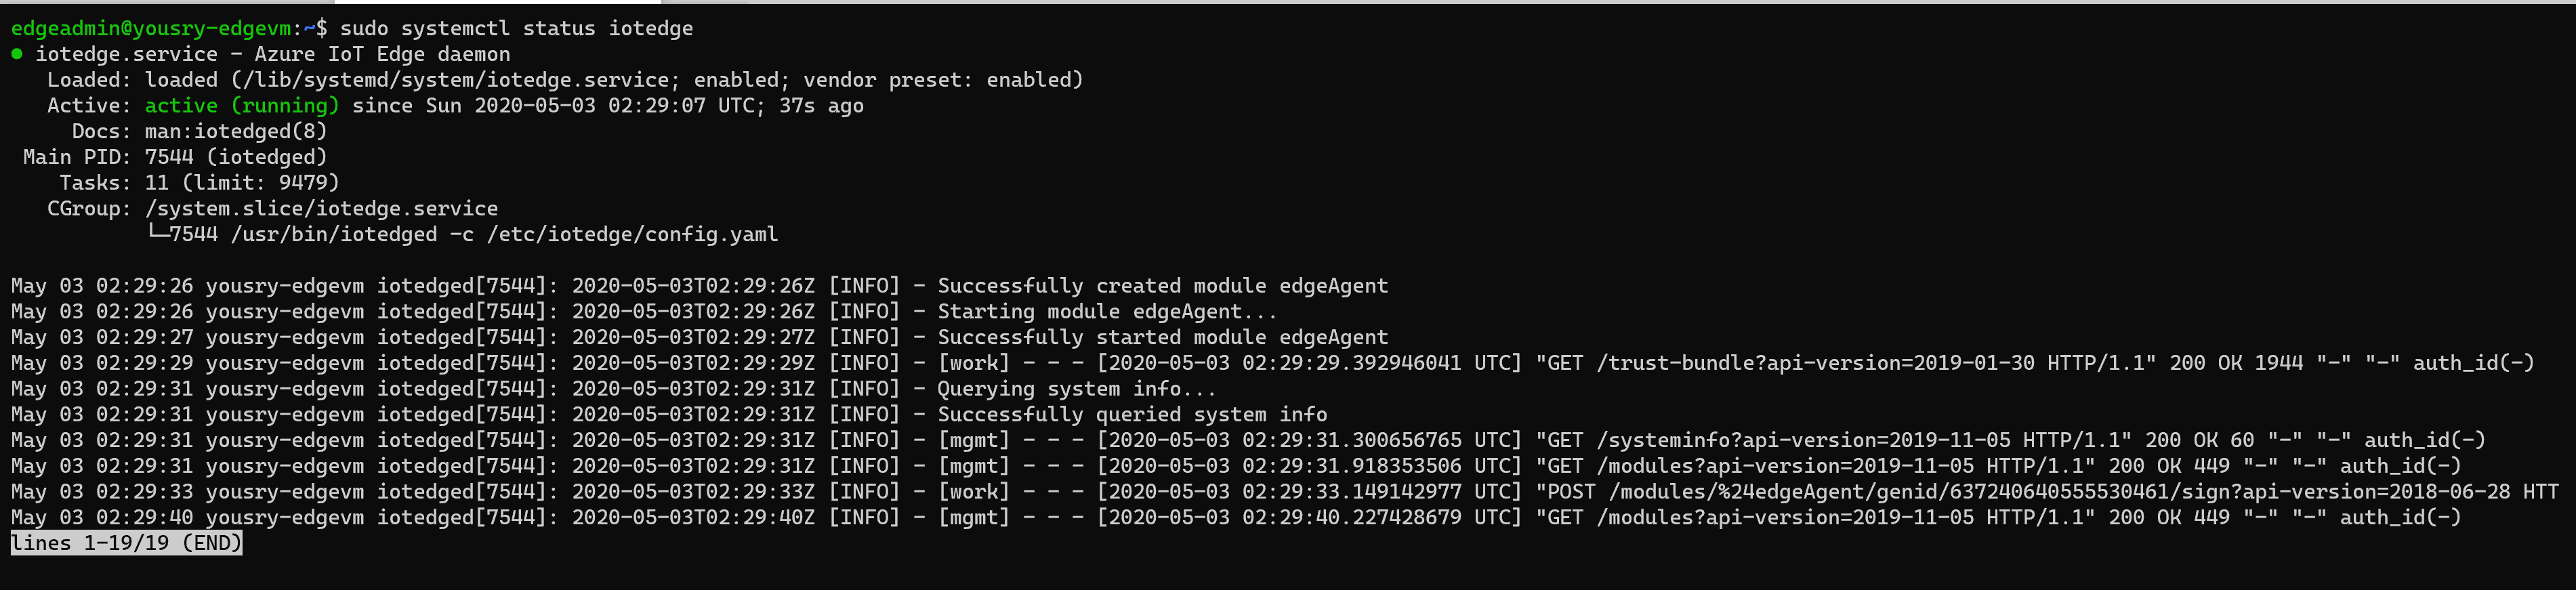 edgeadmin@yousry-edgevm:~$ sudo systemctl status iotedge
● iotedge.service - Azure IoT Edge daemon
   Loaded: loaded (/lib/systemd/system/iotedge.service; enabled; vendor preset: enabled)
   Active: active (running) since Sun 2020-05-03 02:29:07 UTC; 37s ago
     Docs: man:iotedged(8)
 Main PID: 7544 (iotedged)
    Tasks: 11 (limit: 9479)
   CGroup: /system.slice/iotedge.service
           └─7544 /usr/bin/iotedged -c /etc/iotedge/config.yaml

May 03 02:29:26 yousry-edgevm iotedged[7544]: 2020-05-03T02:29:26Z [INFO] - Successfully created module edgeAgent
May 03 02:29:26 yousry-edgevm iotedged[7544]: 2020-05-03T02:29:26Z [INFO] - Starting module edgeAgent...
May 03 02:29:27 yousry-edgevm iotedged[7544]: 2020-05-03T02:29:27Z [INFO] - Successfully started module edgeAgent
May 03 02:29:29 yousry-edgevm iotedged[7544]: 2020-05-03T02:29:29Z [INFO] - [work] - - - [2020-05-03 02:29:29.392946041 UTC] "GET /trust-bundle?api-version=2019-01-30 HTTP/1.1" 200 OK 1944 "-" "-" auth_id(-)
May 03 02:29:31 yousry-edgevm iotedged[7544]: 2020-05-03T02:29:31Z [INFO] - Querying system info...
May 03 02:29:31 yousry-edgevm iotedged[7544]: 2020-05-03T02:29:31Z [INFO] - Successfully queried system info
May 03 02:29:31 yousry-edgevm iotedged[7544]: 2020-05-03T02:29:31Z [INFO] - [mgmt] - - - [2020-05-03 02:29:31.300656765 UTC] "GET /systeminfo?api-version=2019-11-05 HTTP/1.1" 200 OK 60 "-" "-" auth_id(-)
May 03 02:29:31 yousry-edgevm iotedged[7544]: 2020-05-03T02:29:31Z [INFO] - [mgmt] - - - [2020-05-03 02:29:31.918353506 UTC] "GET /modules?api-version=2019-11-05 HTTP/1.1" 200 OK 449 "-" "-" auth_id(-)
May 03 02:29:33 yousry-edgevm iotedged[7544]: 2020-05-03T02:29:33Z [INFO] - [work] - - - [2020-05-03 02:29:33.149142977 UTC] "POST /modules/%24edgeAgent/genid/637240640555530461/sign?api-version=2018-06-28 HTT
May 03 02:29:40 yousry-edgevm iotedged[7544]: 2020-05-03T02:29:40Z [INFO] - [mgmt] - - - [2020-05-03 02:29:40.227428679 UTC] "GET /modules?api-version=2019-11-05 HTTP/1.1" 200 OK 449 "-" "-" auth_id(-)
lines 1-19/19 (END)